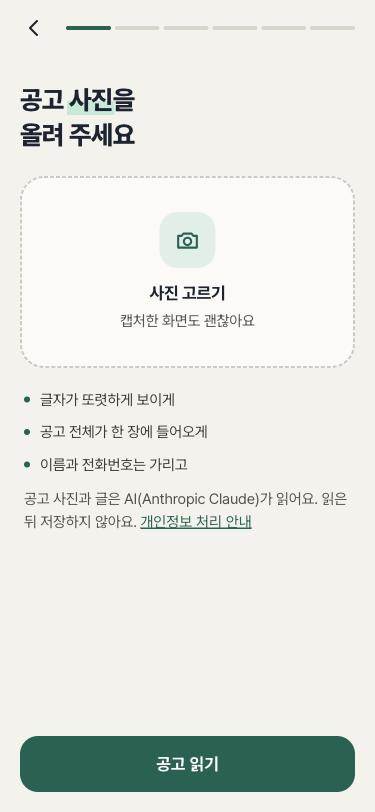 공고 사진을
올려 주세요
사진 고르기
캡처한 화면도 괜찮아요
글자가 또렷하게 보이게
공고 전체가 한 장에 들어오게
이름과 전화번호는 가리고
공고 사진과 글은 AI(Anthropic Claude)가 읽어요. 읽은
뒤 저장하지 않아요. 개인정보 처리 안내
공고 읽기